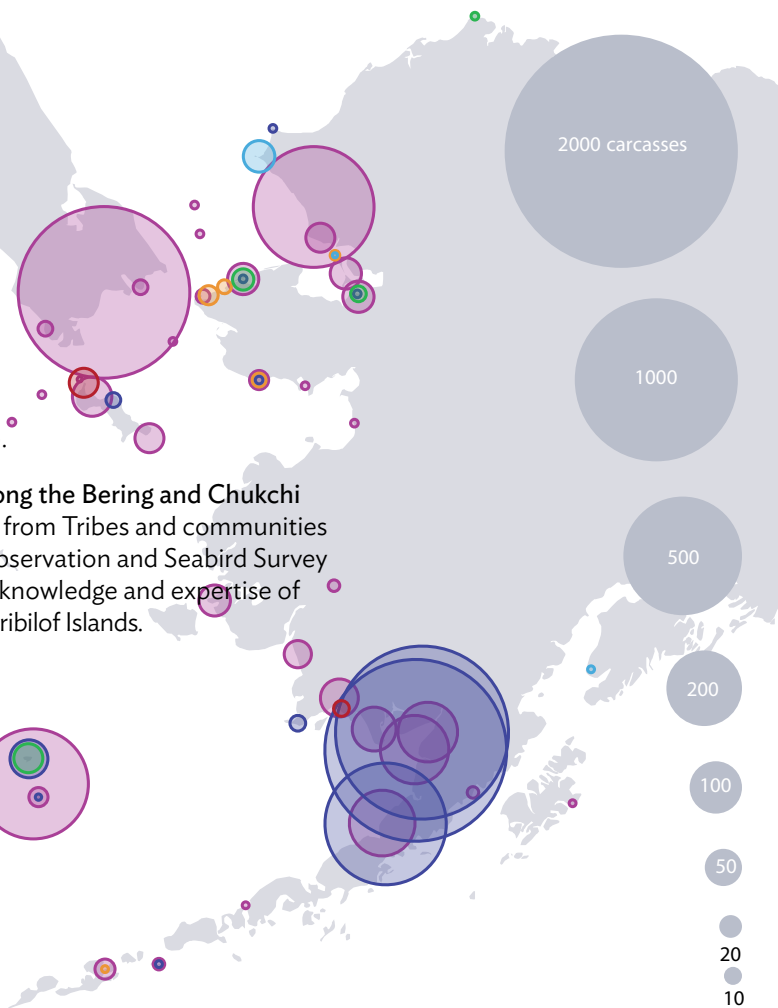 2000 carcasses
1000
.
ong the Bering and Chukchi
from Tribes and communities
bservation and Seabird Survey
knowledge and expertise of
ribilof Islands.
500
200
100
50
20
10